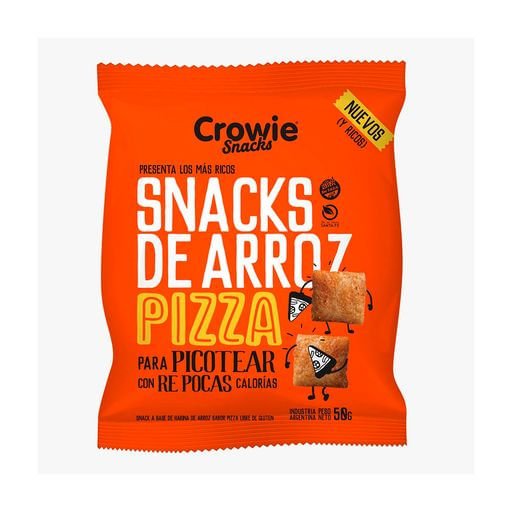 Crowie
Snacks
NUEVOS
(Y RICOS)
PRESENTA LOS MÁS RICOS
SNACKS
DE ARROZ
PIZZA
PARA PICOTEAR
CON RE POCAS CALORÍAS
SNACK A BASE DE HARINA DE ARROZ SABOR PIZZA LIBRE DE GLUTEN
INDUSTRIA PESO
ARGENTINA NETO 50G